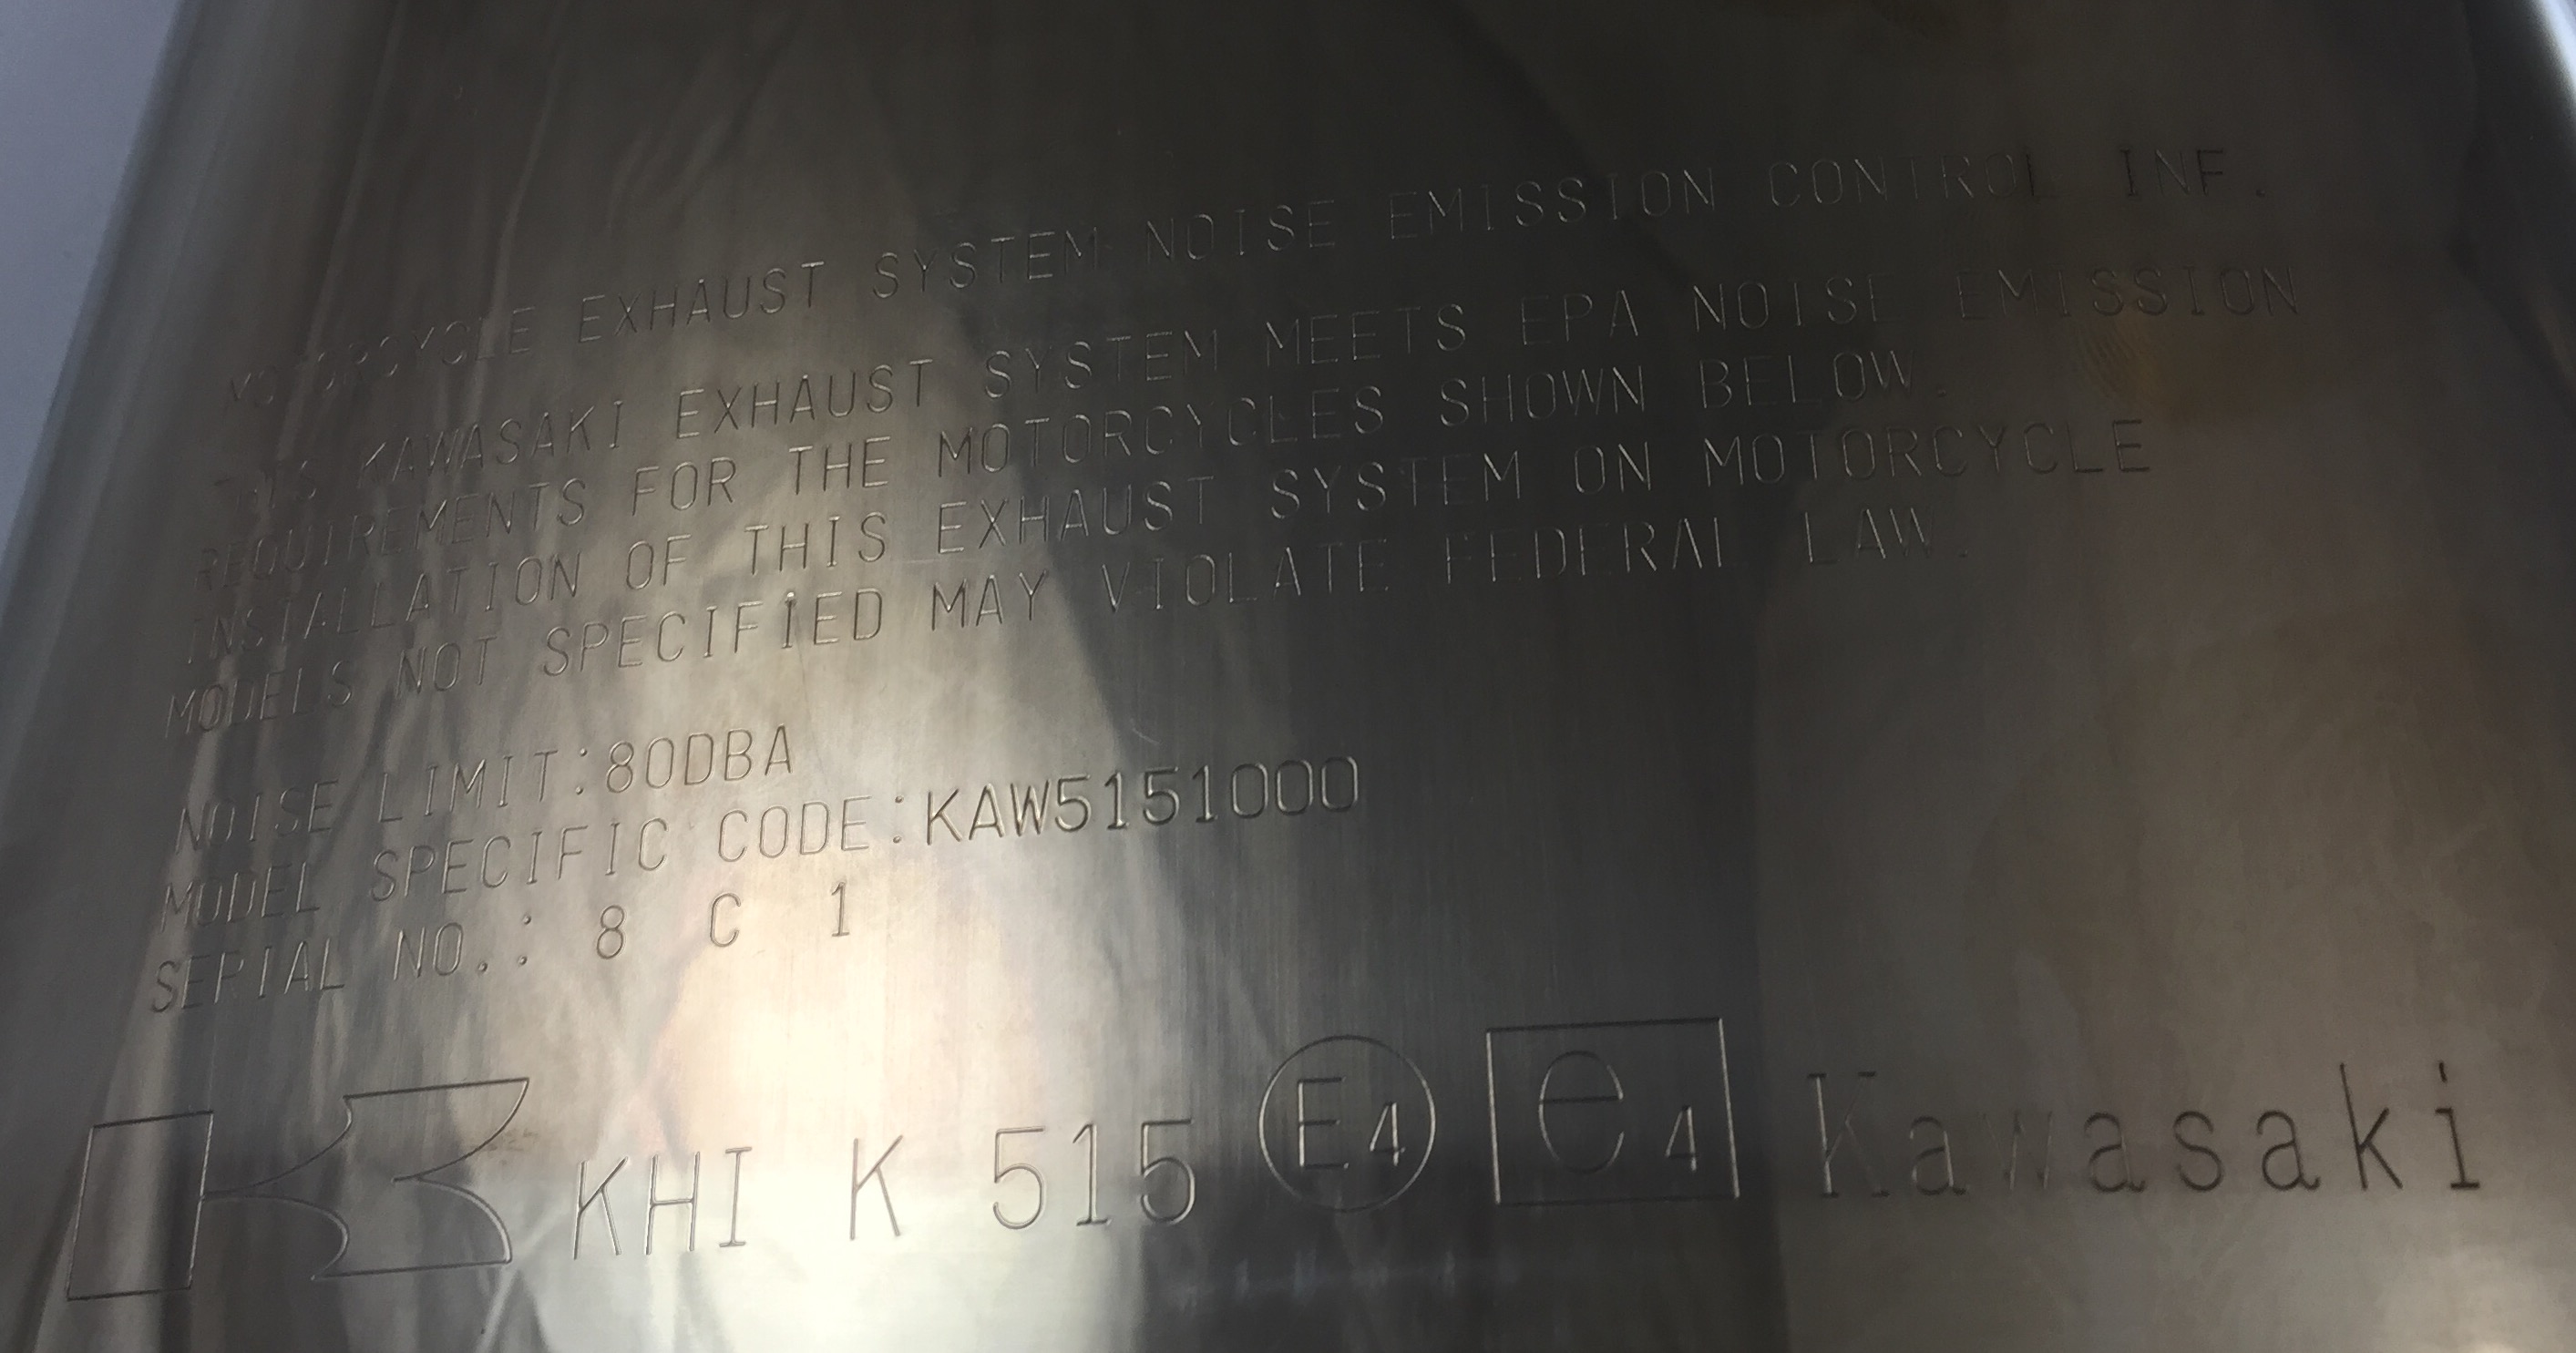 MOTORCYCLE EXHAUST SYSTEM NOISE EMISSION CONTROL INF.
THIS KAWASAKI EXHAUST SYSTEM MEETS EPA NOISE EMISSION
REQUIREMENTS FOR THE MOTORCYCLES SHOWN BELOW.
INSTALLATION OF THIS EXHAUST SYSTEM ON MOTORCYCLE
MODELS NOT SPECIFIED MAY VIOLATE FEDERAL LAW.
NOISE LIMIT:80DBA
MODEL SPECIFIC CODE:KAW5151000
SERIAL NO.: 8 C 1
KHI K 515 E4 e4 Kawasaki